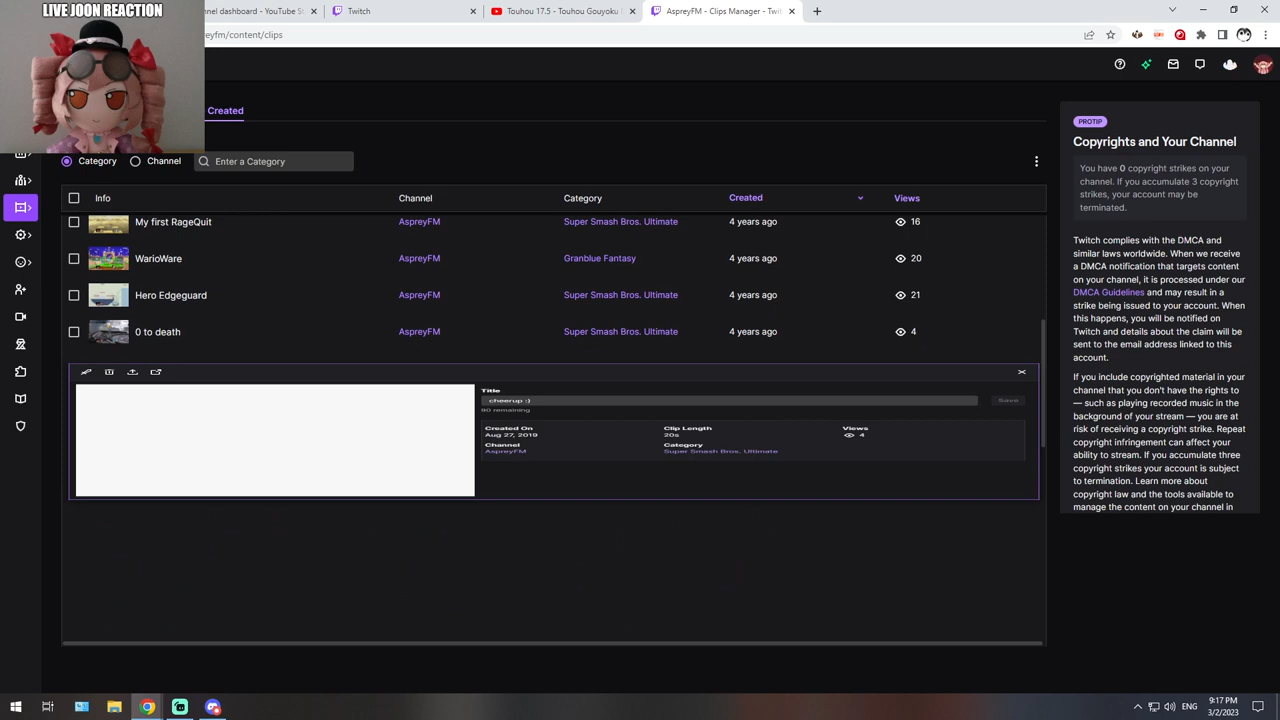 LIVE JOON REACTION
nnel dashboard - YouTube St
Twitch
Touhou 17.5 - Touhou Gouyoku I
AspreyFM - Clips Manager - Twit
eyfm/content/clips
Created
Category
Channel
Enter a Category
Info
Channel
Category
Created
Views
My first RageQuit
AspreyFM
Super Smash Bros. Ultimate
4 years ago
16
WarioWare
AspreyFM
Granblue Fantasy
4 years ago
20
Hero Edgeguard
AspreyFM
Super Smash Bros. Ultimate
4 years ago
21
0 to death
AspreyFM
Super Smash Bros. Ultimate
4 years ago
4
Title
cheerup :)
Save
90 remaining
Created On
Aug 27, 2019
Clip Length
20s
Views
4
Channel
AspreyFM
Category
Super Smash Bros. Ultimate
PROTIP
Copyrights and Your Channel
You have 0 copyright strikes on your
channel. If you accumulate 3 copyright
strikes, your account may be
terminated.
Twitch complies with the DMCA and
similar laws worldwide. When we receive
a DMCA notification that targets content
on your channel, it is processed under our
DMCA Guidelines and may result in a
strike being issued to your account. When
this happens, you will be notified on
Twitch and details about the claim will be
sent to the email address linked to this
account.
If you include copyrighted material in your
channel that you don't have the rights to
— such as playing recorded music in the
background of your stream — you are at
risk of receiving a copyright strike. Repeat
copyright infringement can affect your
ability to stream. If you accumulate three
copyright strikes your account is subject
to termination. Learn more about
copyright law and the tools available to
manage the content on your channel in
ENG
9:17 PM
3/2/2023